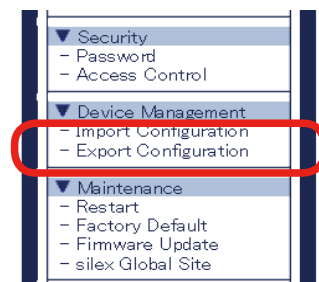 ▼ Security
- Password
- Access Control
▼ Device Management
- Import Configuration
- Export Configuration
▼ Maintenance
- Restart
- Factory Default
- Firmware Update
- silex Global Site